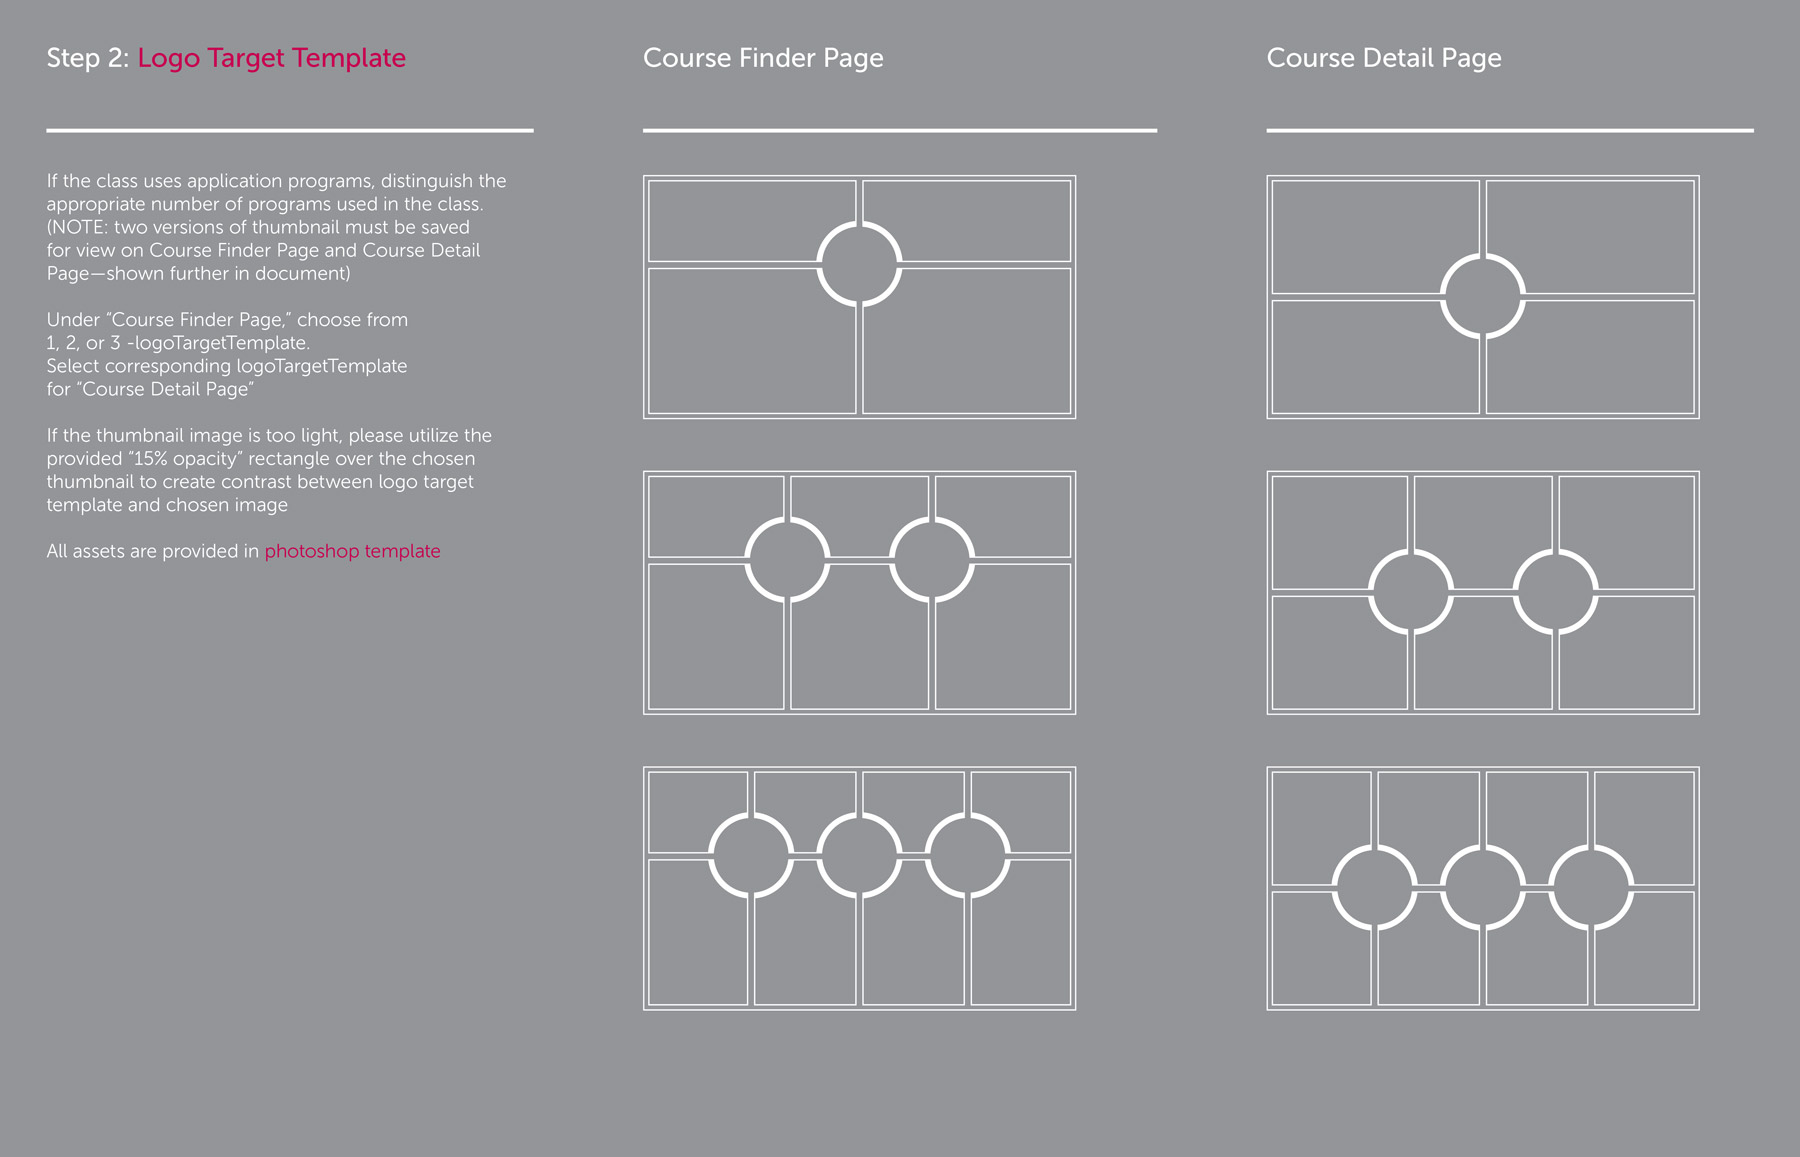 Step 2: Logo Target Template
If the class uses application programs, distinguish the
appropriate number of programs used in the class.
(NOTE: two versions of thumbnail must be saved
for view on Course Finder Page and Course Detail
Page—shown further in document)
Under “Course Finder Page,” choose from
1, 2, or 3 -logoTargetTemplate.
Select corresponding logoTargetTemplate
for “Course Detail Page”
If the thumbnail image is too light, please utilize the
provided “15% opacity” rectangle over the chosen
thumbnail to create contrast between logo target
template and chosen image
All assets are provided in photoshop template
Course Finder Page
Course Detail Page